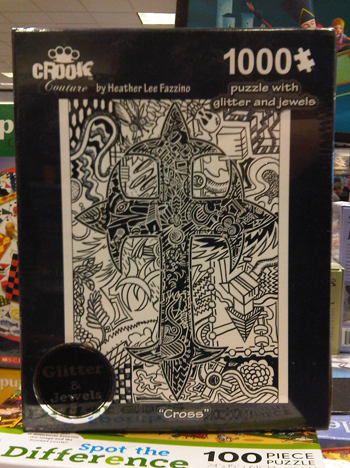 CROOK
Couture
by Heather Lee Fazzino
1000
puzzle with
glitter and jewels
Glitter
&
Jewels
"Cross"
Spot the
Difference
100 PIECE
PUZZLE